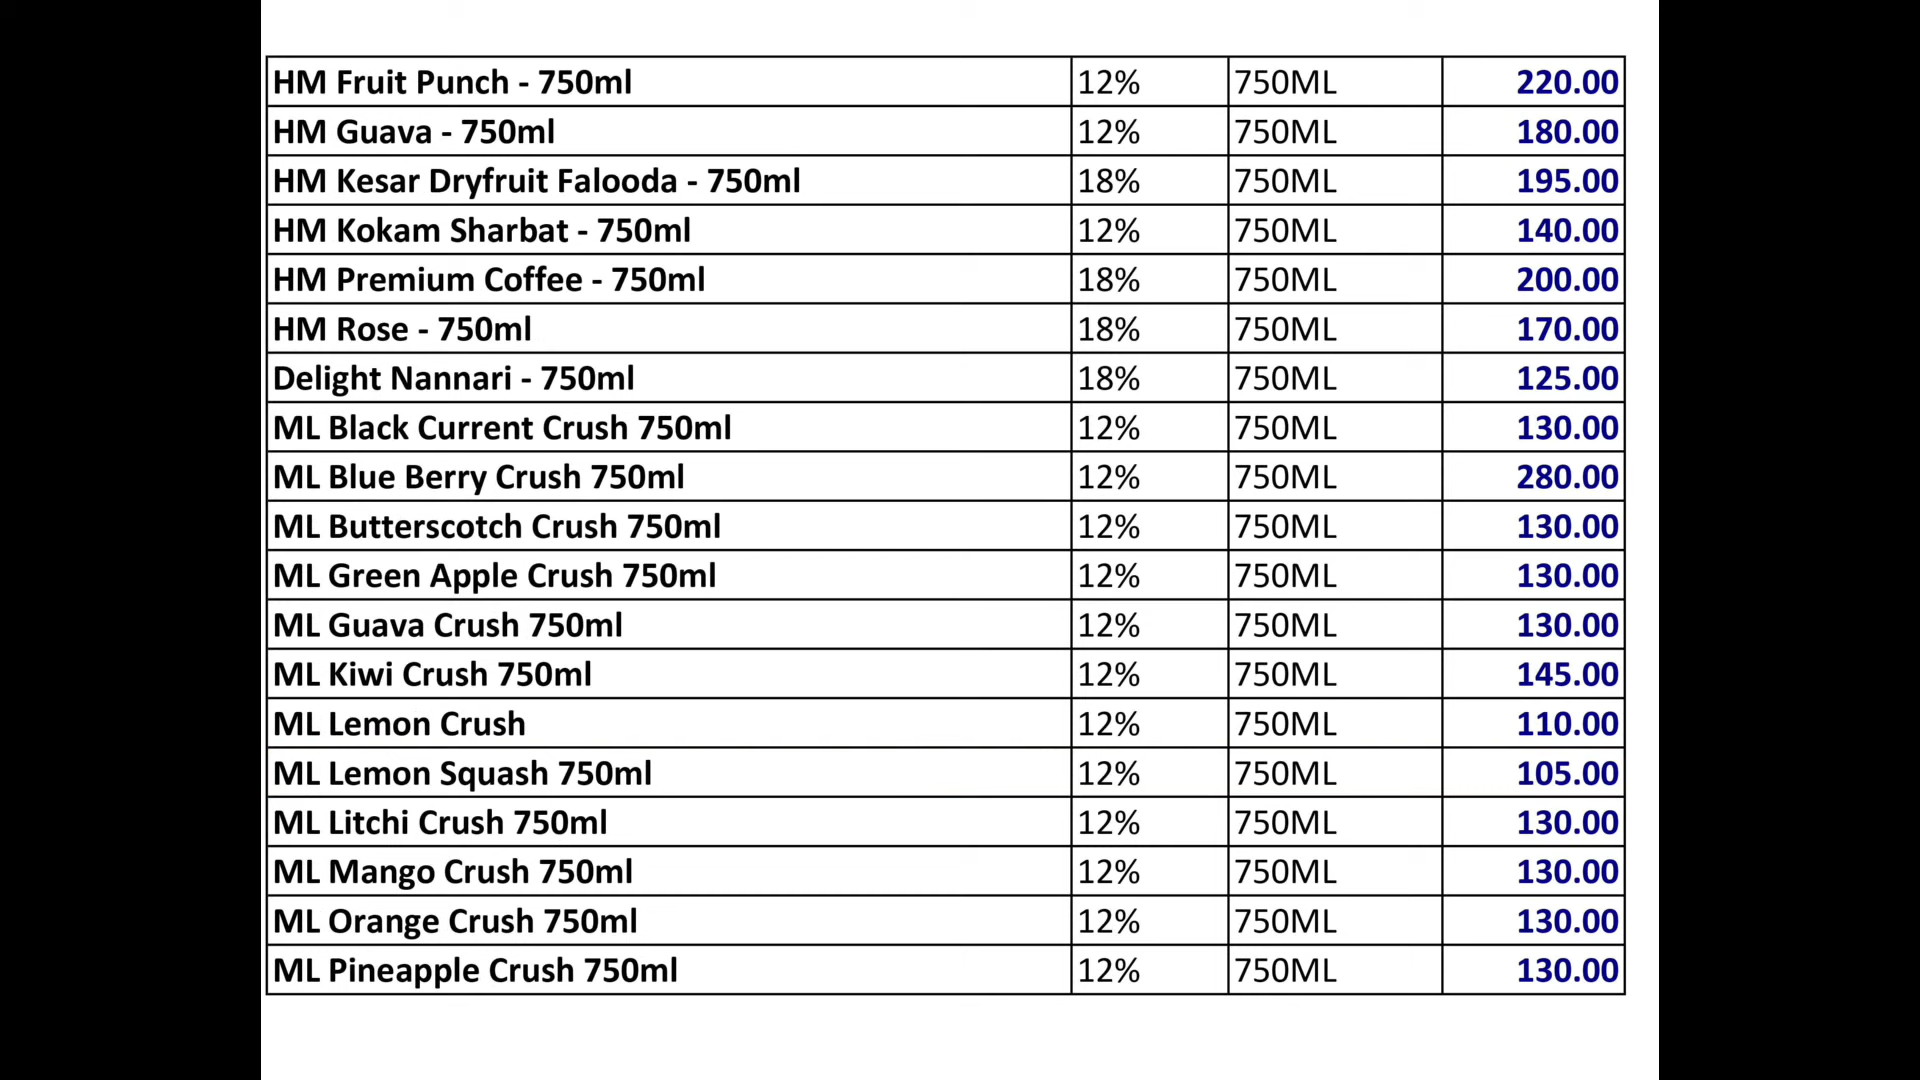 HM Fruit Punch - 750ml 12% 750ML 220.00
HM Guava - 750ml 12% 750ML 180.00
HM Kesar Dryfruit Falooda - 750ml 18% 750ML 195.00
HM Kokam Sharbat - 750ml 12% 750ML 140.00
HM Premium Coffee - 750ml 18% 750ML 200.00
HM Rose - 750ml 18% 750ML 170.00
Delight Nannari - 750ml 18% 750ML 125.00
ML Black Current Crush 750ml 12% 750ML 130.00
ML Blue Berry Crush 750ml 12% 750ML 280.00
ML Butterscotch Crush 750ml 12% 750ML 130.00
ML Green Apple Crush 750ml 12% 750ML 130.00
ML Guava Crush 750ml 12% 750ML 130.00
ML Kiwi Crush 750ml 12% 750ML 145.00
ML Lemon Crush 12% 750ML 110.00
ML Lemon Squash 750ml 12% 750ML 105.00
ML Litchi Crush 750ml 12% 750ML 130.00
ML Mango Crush 750ml 12% 750ML 130.00
ML Orange Crush 750ml 12% 750ML 130.00
ML Pineapple Crush 750ml 12% 750ML 130.00